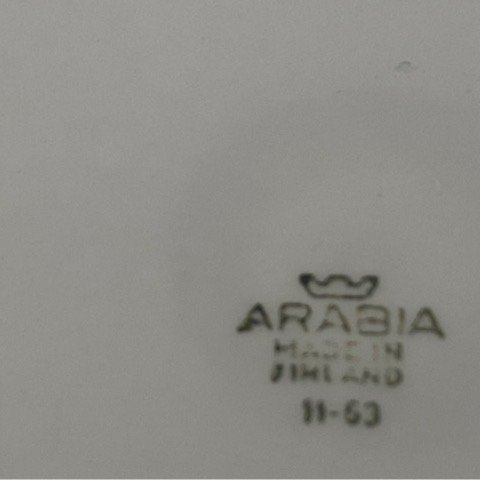 ARABIA
MADE IN
FINLAND
11-63